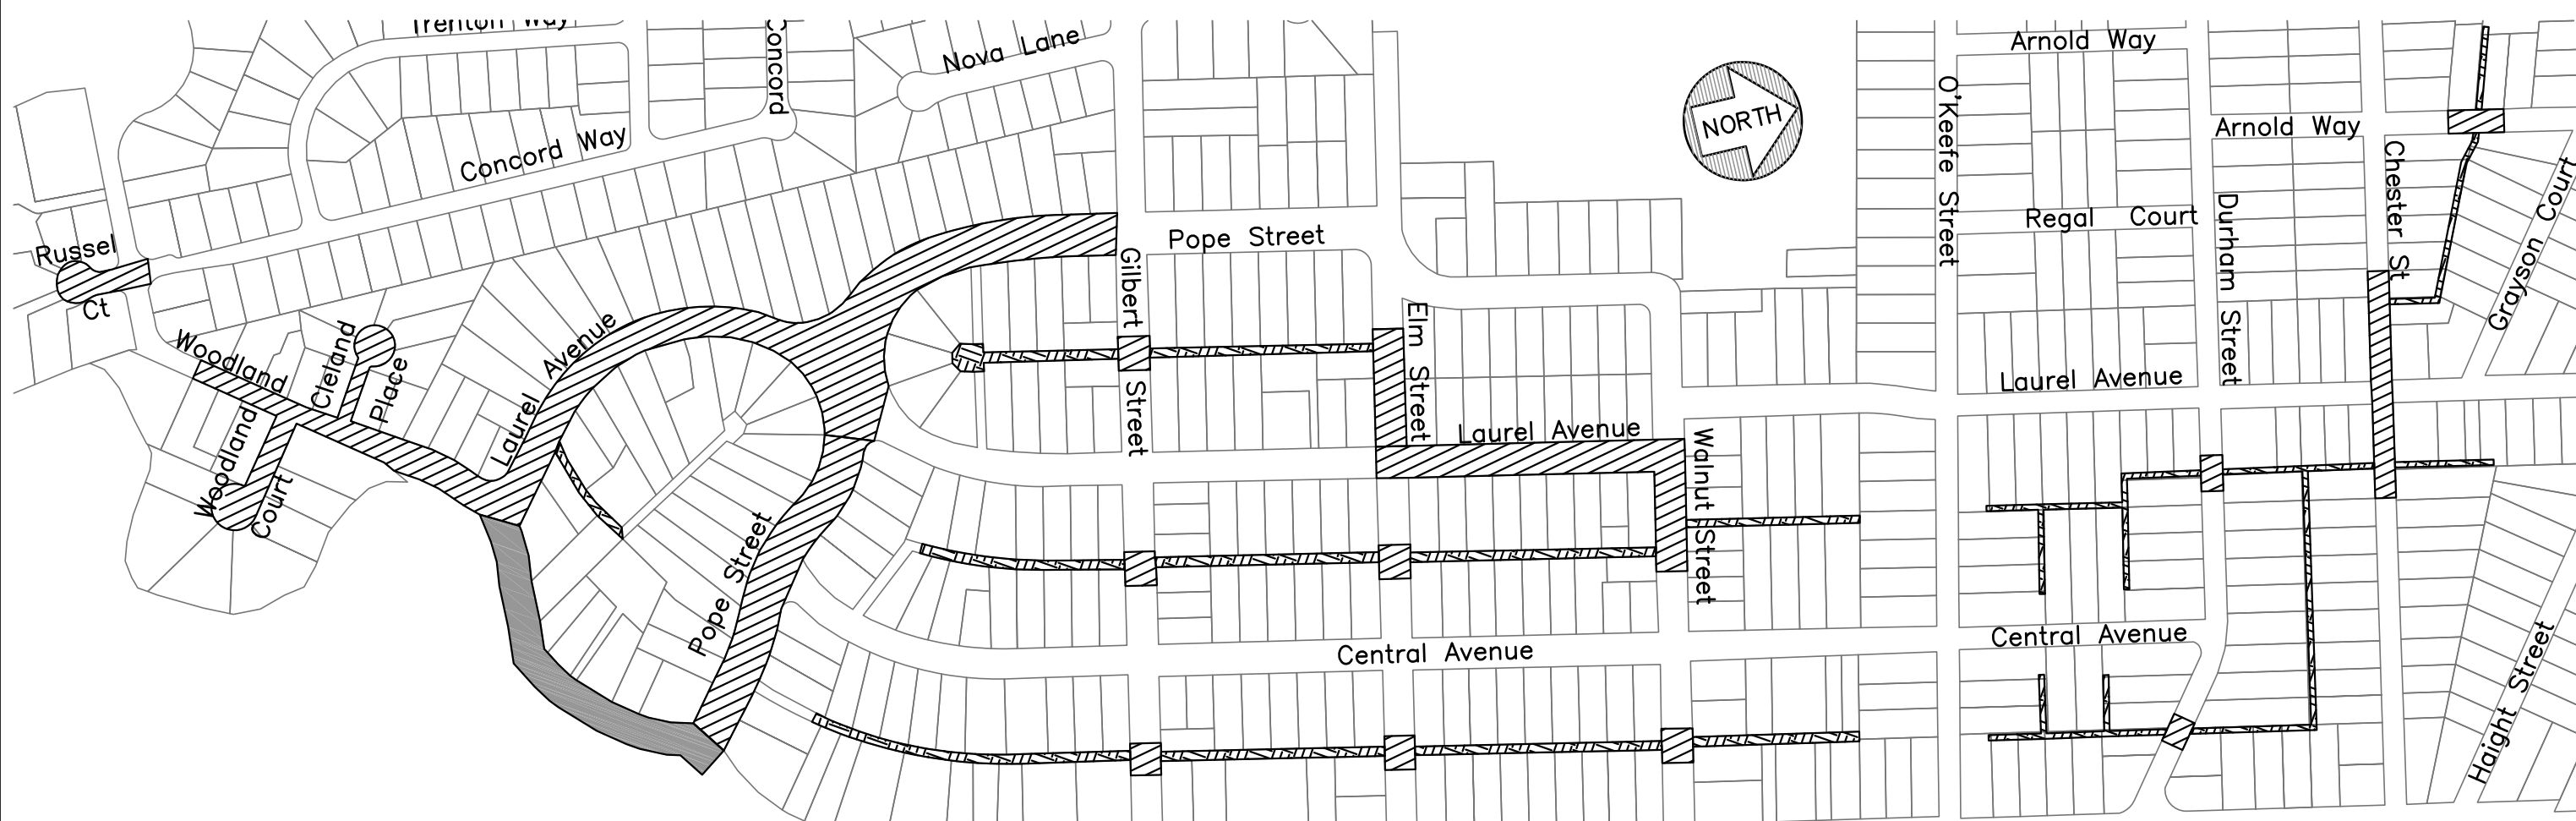 Trenton Way
Concord
Nova Lane
Concord Way
Russel
Ct
Woodland
Cleland
Place
Woodland
Court
Laurel Avenue
Pope Street
Pope Street
Gilbert
Street
Elm
Street
Laurel Avenue
Walnut Street
Central Avenue
NORTH
O'Keefe Street
Arnold Way
Arnold Way
Regal Court
Durham
Street
Chester St
Grayson Court
Laurel Avenue
Central Avenue
Haight Street